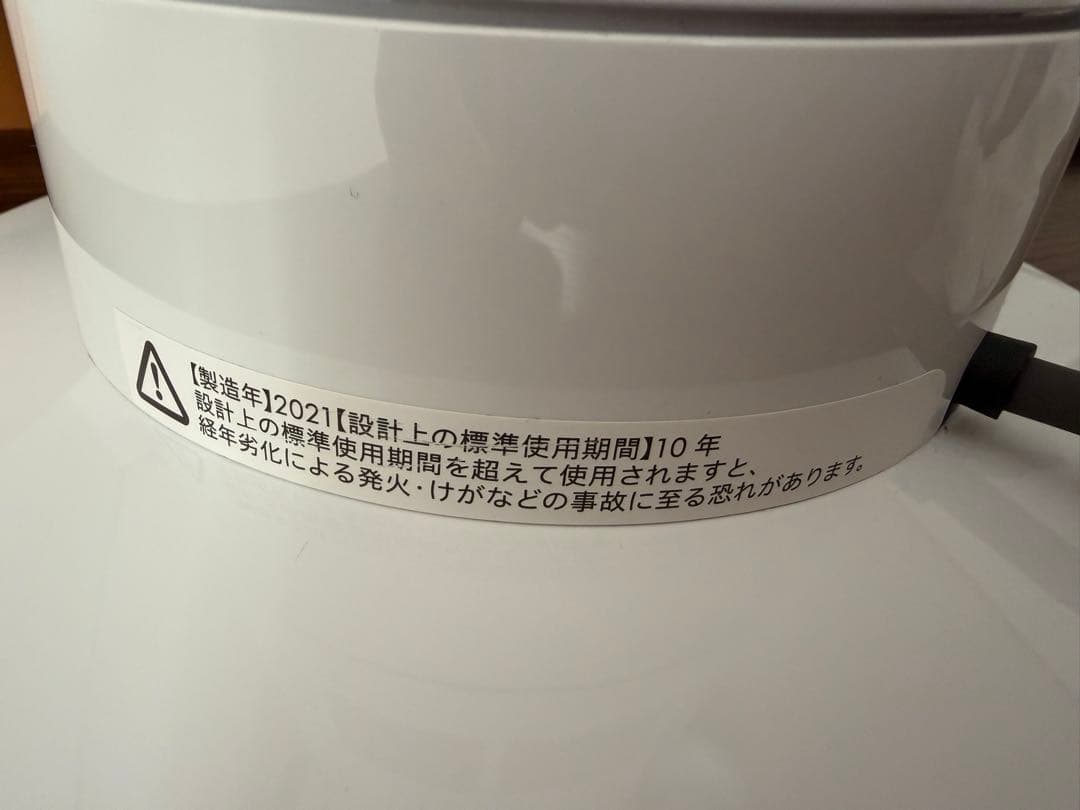 【製造年】2021【設計上の標準使用期間】10年
設計上の標準使用期間を超えて使用されますと、
経年劣化による発火・けがなどの事故に至る恐れがあります。